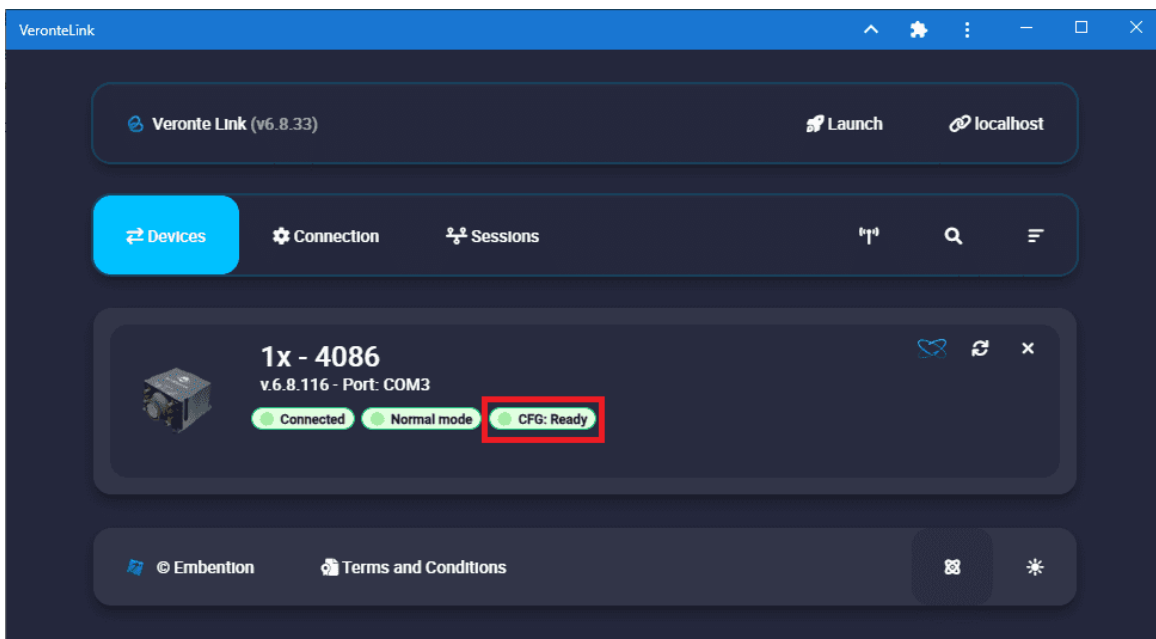 VeronteLink
Veronte Link (v6.8.33)
Launch
localhost
Devices
Connection
Sessions
1x - 4086
v.6.8.116 - Port: COM3
Connected
Normal mode
CFG: Ready
© Embention
Terms and Conditions